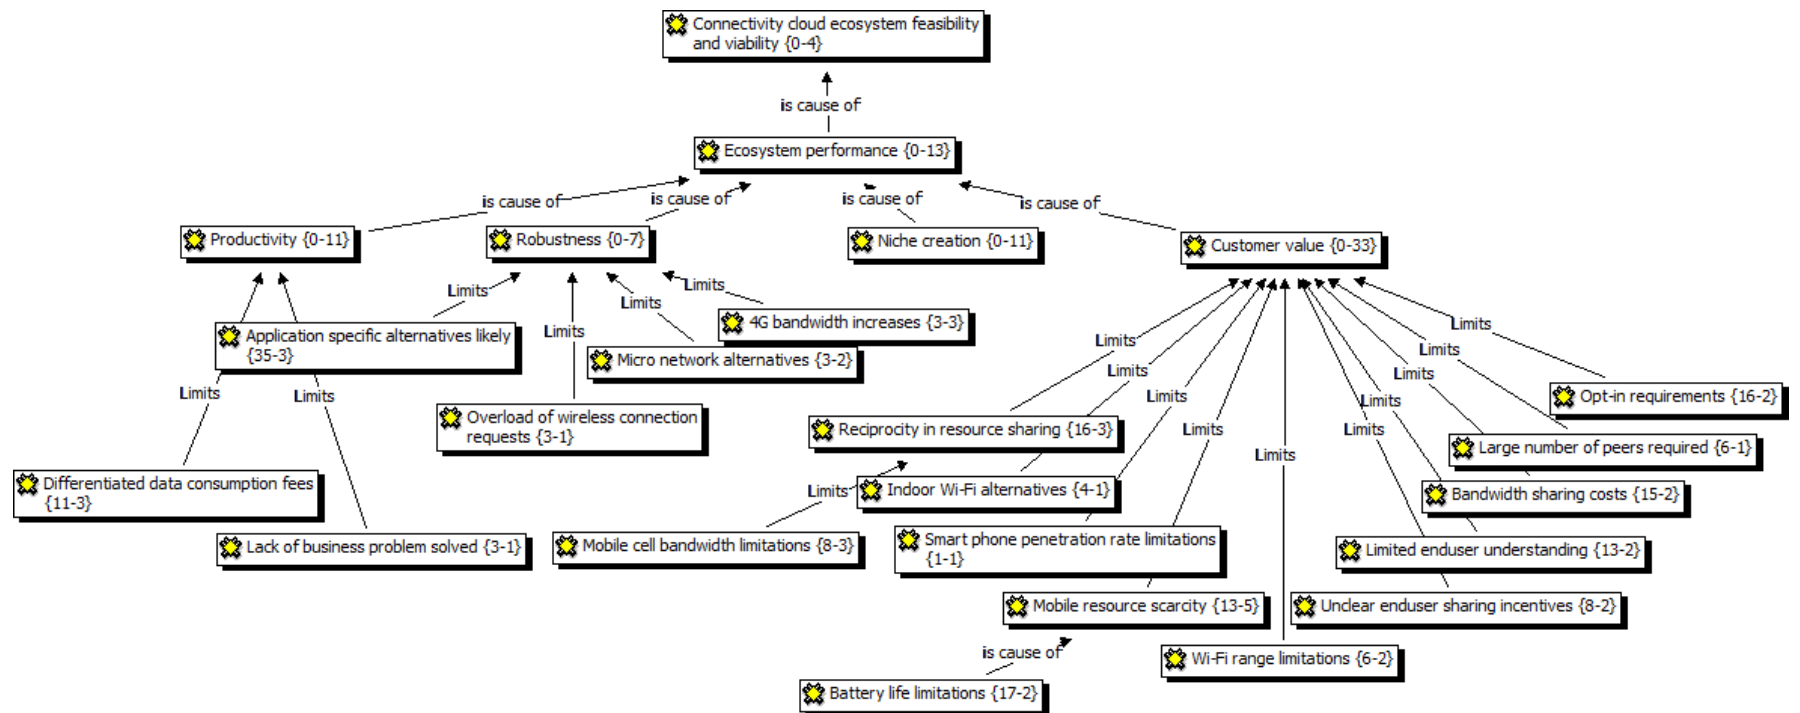 Connectivity cloud ecosystem feasibility
and viability {0-4}
is cause of
Ecosystem performance {0-13}
is cause of
is cause of
is cause of
is cause of
Productivity {0-11}
Robustness {0-7}
Niche creation {0-11}
Customer value {0-33}
Limits
Limits
Limits
Limits
4G bandwidth increases {3-3}
Application specific alternatives likely
{35-3}
Micro network alternatives {3-2}
Limits
Limits
Overload of wireless connection
requests {3-1}
Differentiated data consumption fees
{11-3}
Lack of business problem solved {3-1}
Limits
Limits
Limits
Limits
Limits
Limits
Limits
Limits
Limits
Limits
Opt-in requirements {16-2}
Reciprocity in resource sharing {16-3}
Large number of peers required {6-1}
Limits
Indoor Wi-Fi alternatives {4-1}
Bandwidth sharing costs {15-2}
Mobile cell bandwidth limitations {8-3}
Smart phone penetration rate limitations
{1-1}
Limited enduser understanding {13-2}
Mobile resource scarcity {13-5}
Unclear enduser sharing incentives {8-2}
is cause of
Wi-Fi range limitations {6-2}
Battery life limitations {17-2}